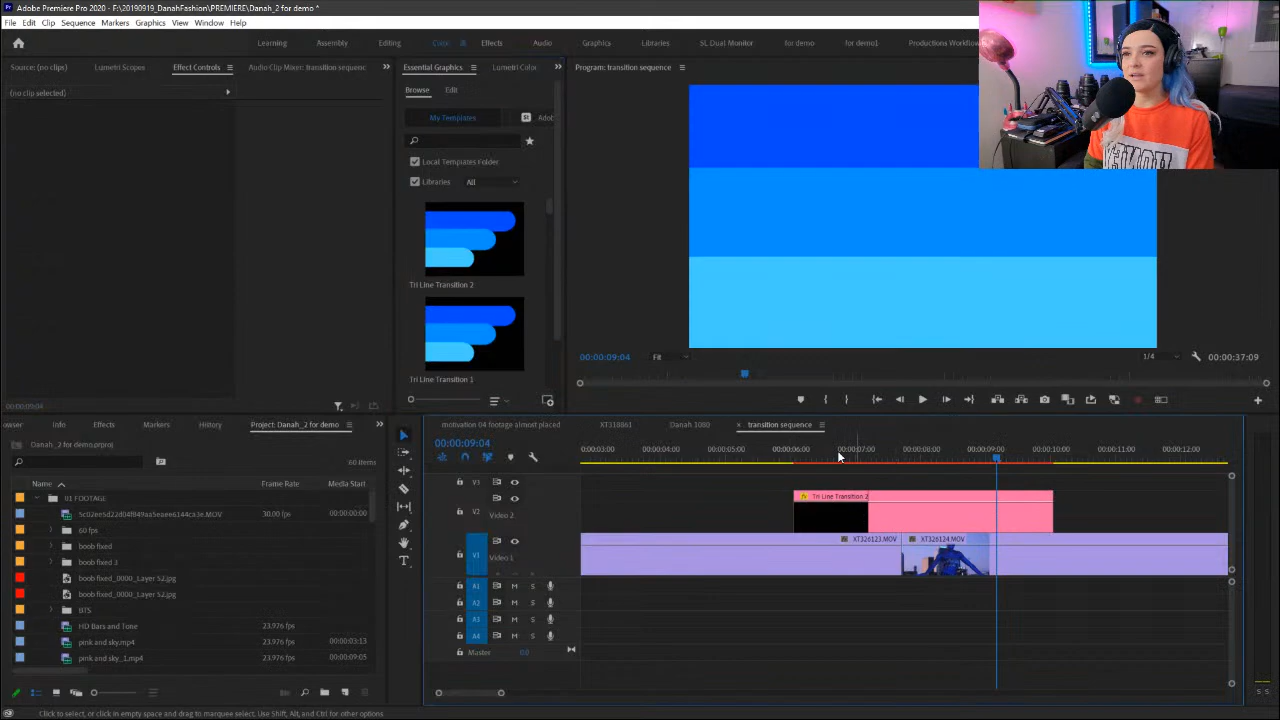 Adobe Premiere Pro 2020 - F:\20190919_DanahFashion\PREMIERE\Danah_2 for demo *
File Edit Clip Sequence Markers Graphics View Window Help
Learning Assembly Editing Color Effects Audio Graphics Libraries SL Dual Monitor for demo for demo1
Source: (no clips) Lumetri Scopes Effect Controls Audio Clip Mixer: transition sequenc
(no clip selected)
00:00:09:04
Essential Graphics Lumetri Color
Browse Edit
My Templates St
Local Templates Folder
Libraries All
Tri Line Transition 2
Tri Line Transition 1
Program: transition sequence
00:00:09:04 Fit 1/4 00:00:37:09
Info Effects Markers History Project: Danah_2 for demo
Danah_2 for demo.prproj
60 Items
Name Frame Rate Media Start
01 FOOTAGE
30.00 fps 00:00:00:00
60 fps
boob fixed
boob fixed 3
boob fixed_0000_Layer 52.jpg
boob fixed_0000_Layer 52.jpg
BTS
HD Bars and Tone 23.976 fps
pink and sky.mp4 23.976 fps 00:00:03:13
pink and sky_1.mp4 23.976 fps 00:00:09:05
motivation 04 footage almost placed XT318861 Danah 1080 × transition sequence
00:00:09:04
00:00:03:00 00:00:04:00 00:00:05:00 00:00:06:00 00:00:07:00 00:00:08:00 00:00:09:00 00:00:10:00 00:00:11:00 00:00:12:00
V3
V2 Video 2
Tri Line Transition 2
V1 Video 1
XT326123.MOV XT326124.MOV
A1 M S
A2 M S
A3 M S
A4 M S
Master 0.0
S S
Click to select, or click in empty space and drag to marquee select. Use Shift, Alt, and Ctrl for other options